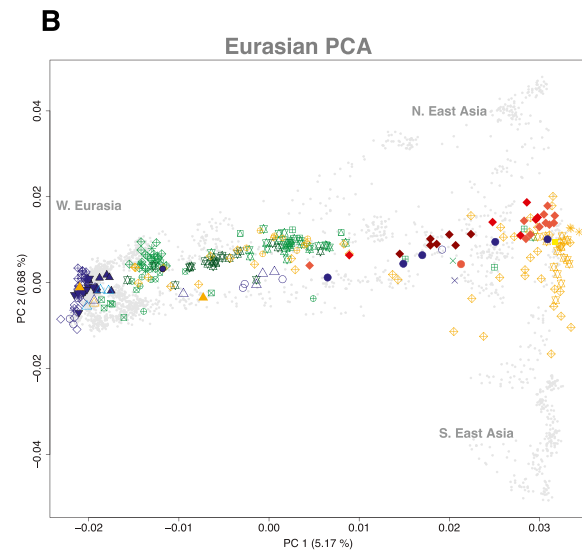 B
Eurasian PCA
N. East Asia
W. Eurasia
S. East Asia
0.04
0.02
0.00
−0.02
−0.04
PC 2 (0.68 %)
−0.02
−0.01
0.00
0.01
0.02
0.03
PC 1 (5.17 %)